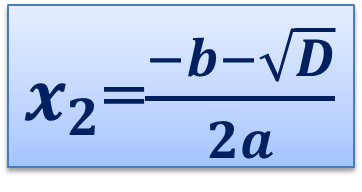 x₂ = (−b − √D) / 2a